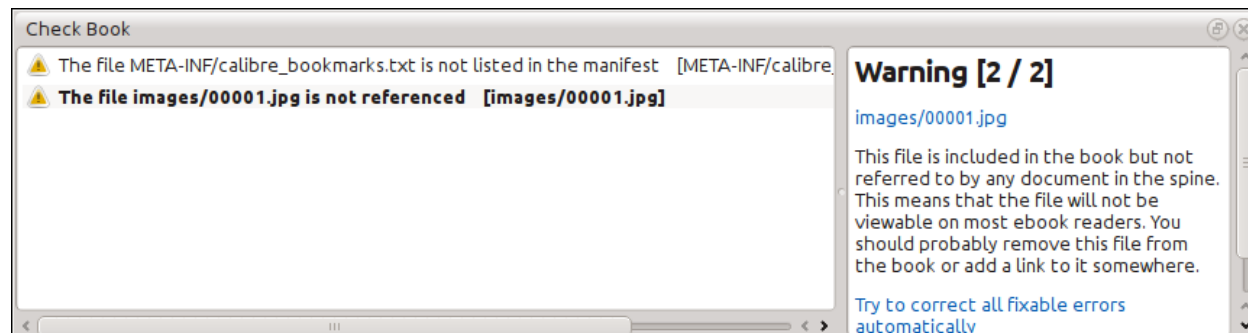 Check Book
The file META-INF/calibre_bookmarks.txt is not listed in the manifest [META-INF/calibre_
The file images/00001.jpg is not referenced [images/00001.jpg]
Warning [2 / 2]
images/00001.jpg
This file is included in the book but not
referred to by any document in the spine.
This means that the file will not be
viewable on most ebook readers. You
should probably remove this file from
the book or add a link to it somewhere.
Try to correct all fixable errors
automatically